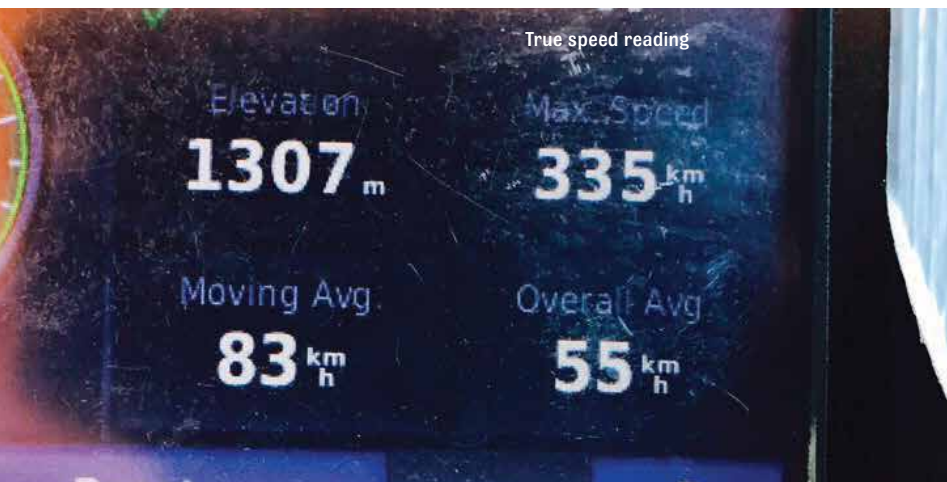 True speed reading
Elevation
Max. Speed
1307 m
335 km/h
Moving Avg.
Overall Avg
83 km/h
55 km/h